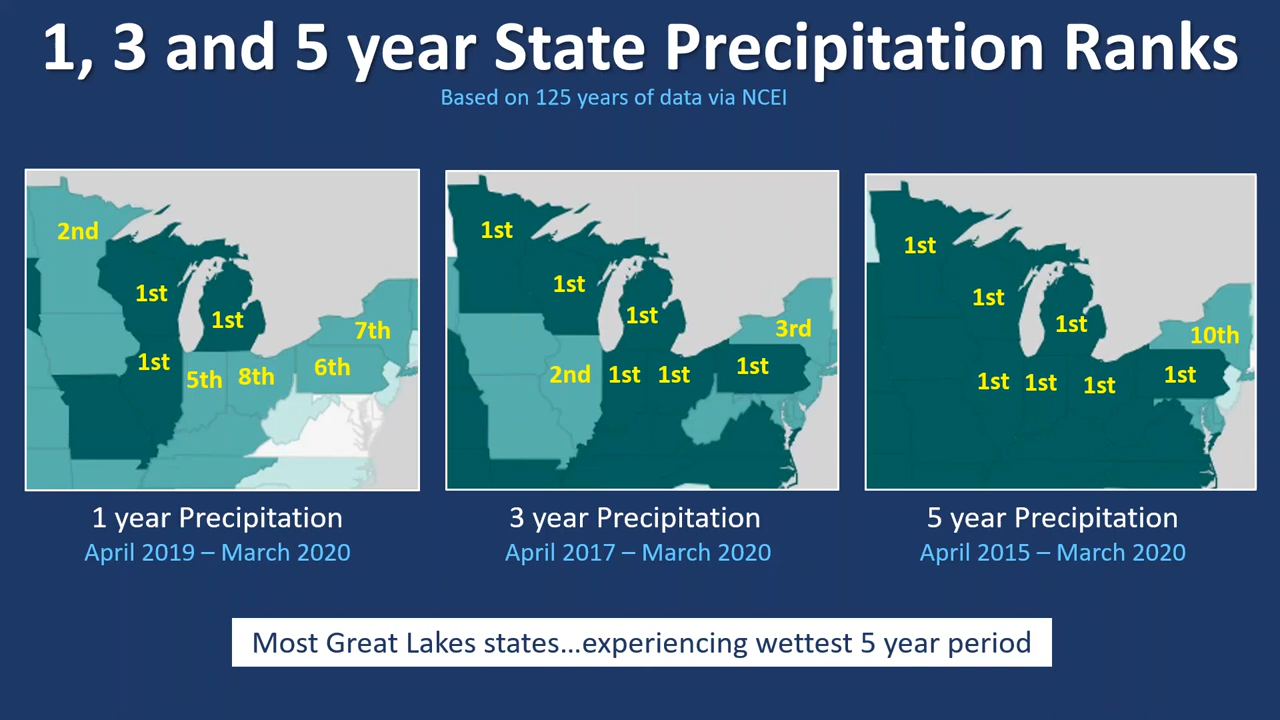 1, 3 and 5 year State Precipitation Ranks
Based on 125 years of data via NCEI
2nd
1st
1st
7th
1st
5th
8th
6th
1 year Precipitation
April 2019 – March 2020
1st
1st
1st
3rd
2nd
1st
1st
1st
3 year Precipitation
April 2017 – March 2020
1st
1st
1st
10th
1st
1st
1st
1st
5 year Precipitation
April 2015 – March 2020
Most Great Lakes states...experiencing wettest 5 year period